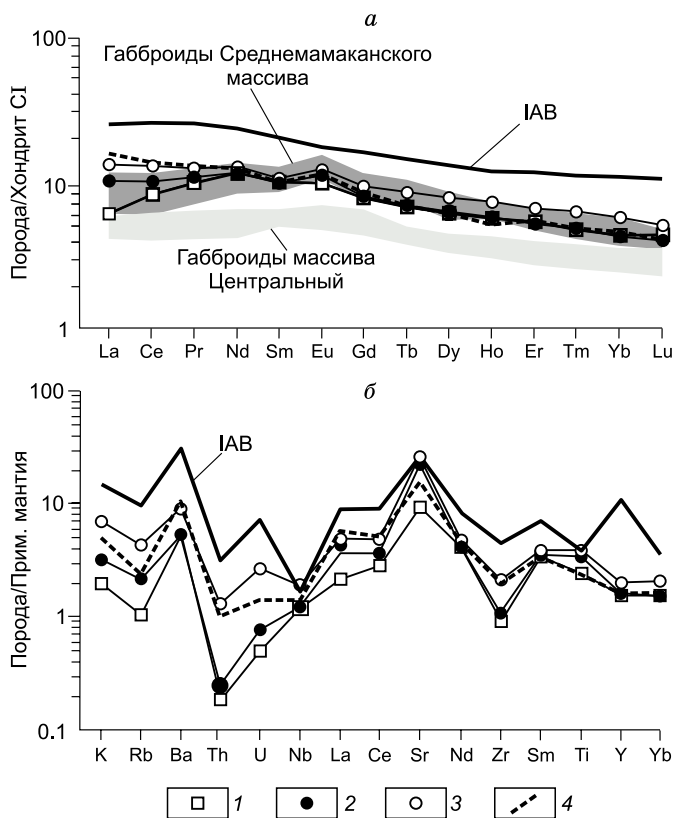 а
100
Габброиды Среднемамаканского
массива
IAB
10
Габброиды массива
Центральный
1
Порода/Хондрит CI
La Ce Pr Nd Sm Eu Gd Tb Dy Ho Er Tm Yb Lu
б
100
IAB
10
1
0.1
Порода/Прим. мантия
K Rb Ba Th U Nb La Ce Sr Nd Zr Sm Ti Y Yb
1 2 3 4